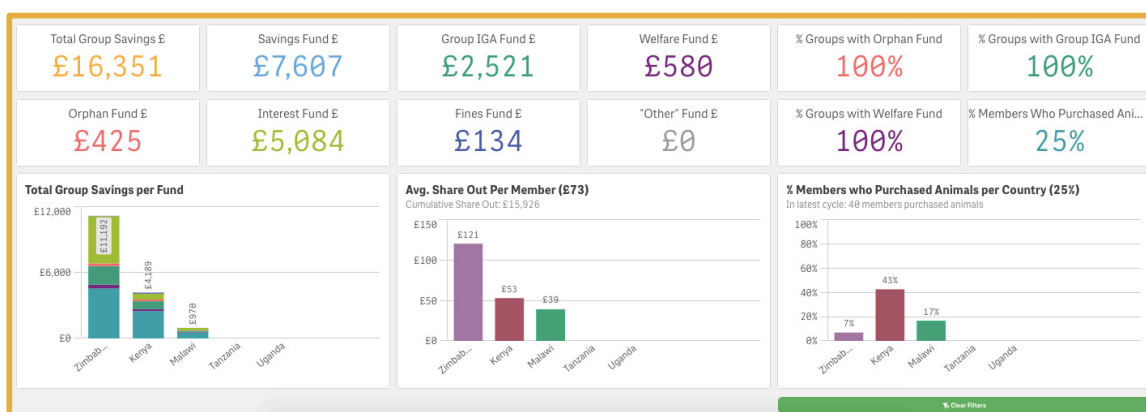 Total Group Savings £
£16,351
Savings Fund £
£7,607
Group IGA Fund £
£2,521
Welfare Fund £
£580
% Groups with Orphan Fund
100%
% Groups with Group IGA Fund
100%
Orphan Fund £
£425
Interest Fund £
£5,084
Fines Fund £
£134
"Other" Fund £
£0
% Groups with Welfare Fund
100%
% Members Who Purchased Ani...
25%
Total Group Savings per Fund
£12,000
£6,000
£0
£11,192
£4,189
£970
Zimbab...
Kenya
Malawi
Tanzania
Uganda
Avg. Share Out Per Member (£73)
Cumulative Share Out: £15,926
£150
£100
£50
£0
£121
£53
£39
Zimbab...
Kenya
Malawi
Tanzania
Uganda
% Members who Purchased Animals per Country (25%)
In latest cycle: 40 members purchased animals
100%
80%
60%
40%
20%
0%
7%
43%
17%
Zimbab...
Kenya
Malawi
Tanzania
Uganda
Clear Filters